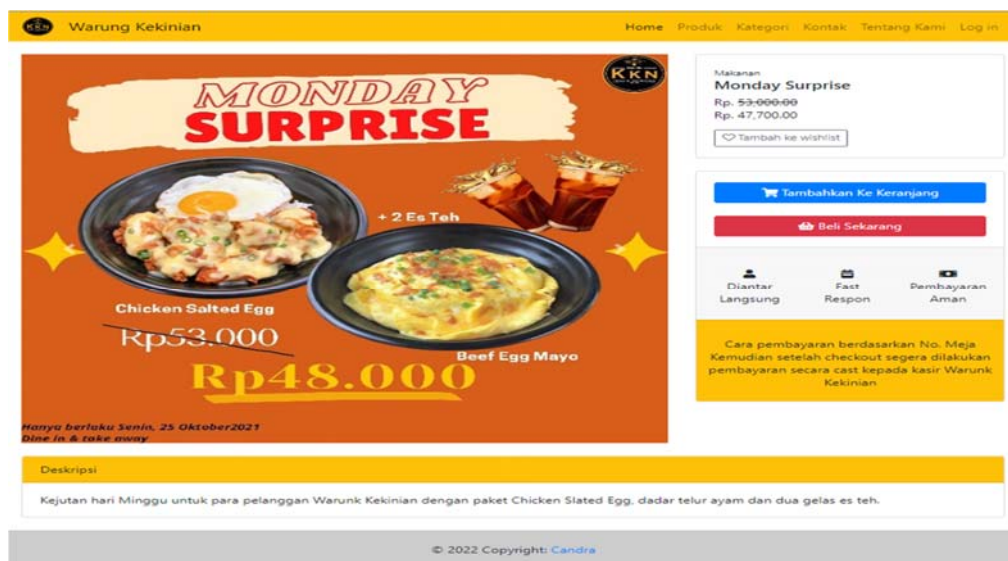 KKN
Warung Kekinian
Home Produk Kategori Kontak Tentang Kami Log in
MONDAY
SURPRISE
KKN
+ 2 Es Teh
Chicken Salted Egg
Rp53.000
Beef Egg Mayo
Rp48.000
Hanya berlaku Senin, 25 Oktober2021
Dine in & take away
Makanan
Monday Surprise
Rp. 53,000.00
Rp. 47,700.00
Tambah ke wishlist
Tambahkan Ke Keranjang
Beli Sekarang
Diantar Langsung
Fast Respon
Pembayaran Aman
Cara pembayaran berdasarkan No. Meja
Kemudian setelah checkout segera dilakukan
pembayaran secara cast kepada kasir Warunk
Kekinian
Deskripsi
Kejutan hari Minggu untuk para pelanggan Warunk Kekinian dengan paket Chicken Slated Egg, dadar telur ayam dan dua gelas es teh.
© 2022 Copyright: Candra